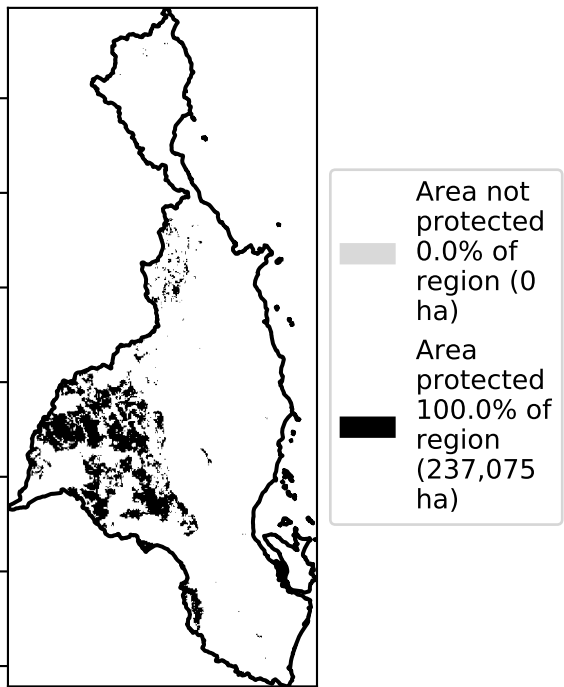 Area not
protected
0.0% of
region (0
ha)
Area
protected
100.0% of
region
(237,075
ha)